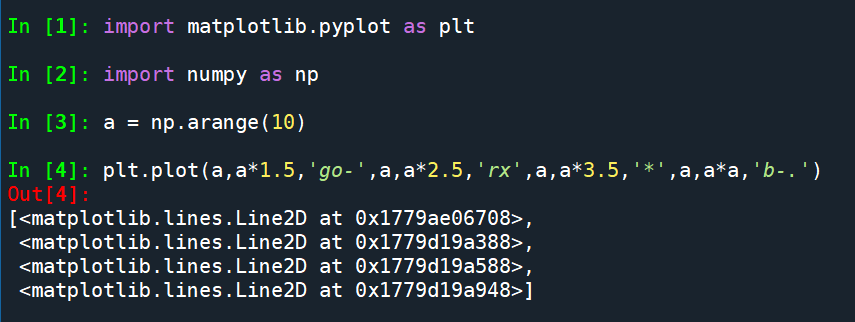 In [1]: import matplotlib.pyplot as plt
In [2]: import numpy as np
In [3]: a = np.arange(10)
In [4]: plt.plot(a,a*1.5,'go-',a,a*2.5,'rx',a,a*3.5,'*',a,a*a,'b-.')
Out[4]:
[<matplotlib.lines.Line2D at 0x1779ae06708>,
 <matplotlib.lines.Line2D at 0x1779d19a388>,
 <matplotlib.lines.Line2D at 0x1779d19a588>,
 <matplotlib.lines.Line2D at 0x1779d19a948>]